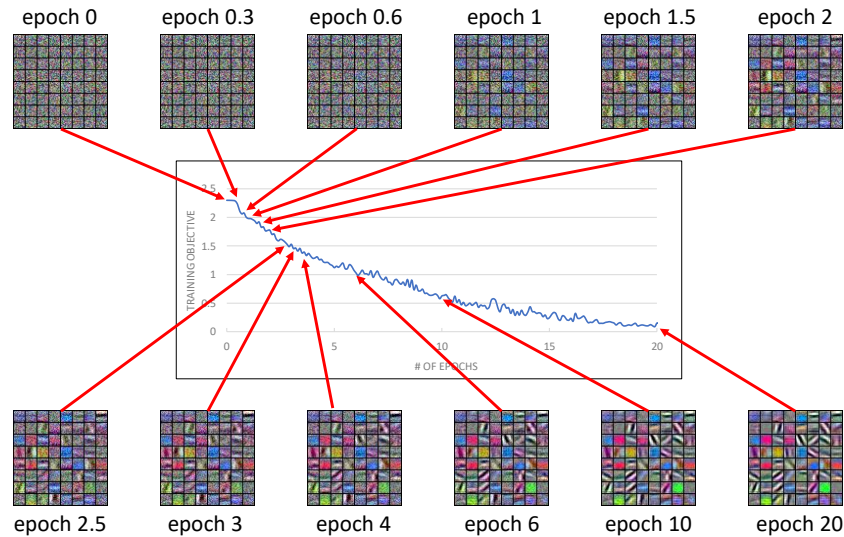 epoch 0 epoch 0.3 epoch 0.6 epoch 1 epoch 1.5 epoch 2
2.5
2
1.5
1
0.5
0
TRAINING OBJECTIVE
0 5 10 15 20
# OF EPOCHS
epoch 2.5 epoch 3 epoch 4 epoch 6 epoch 10 epoch 20